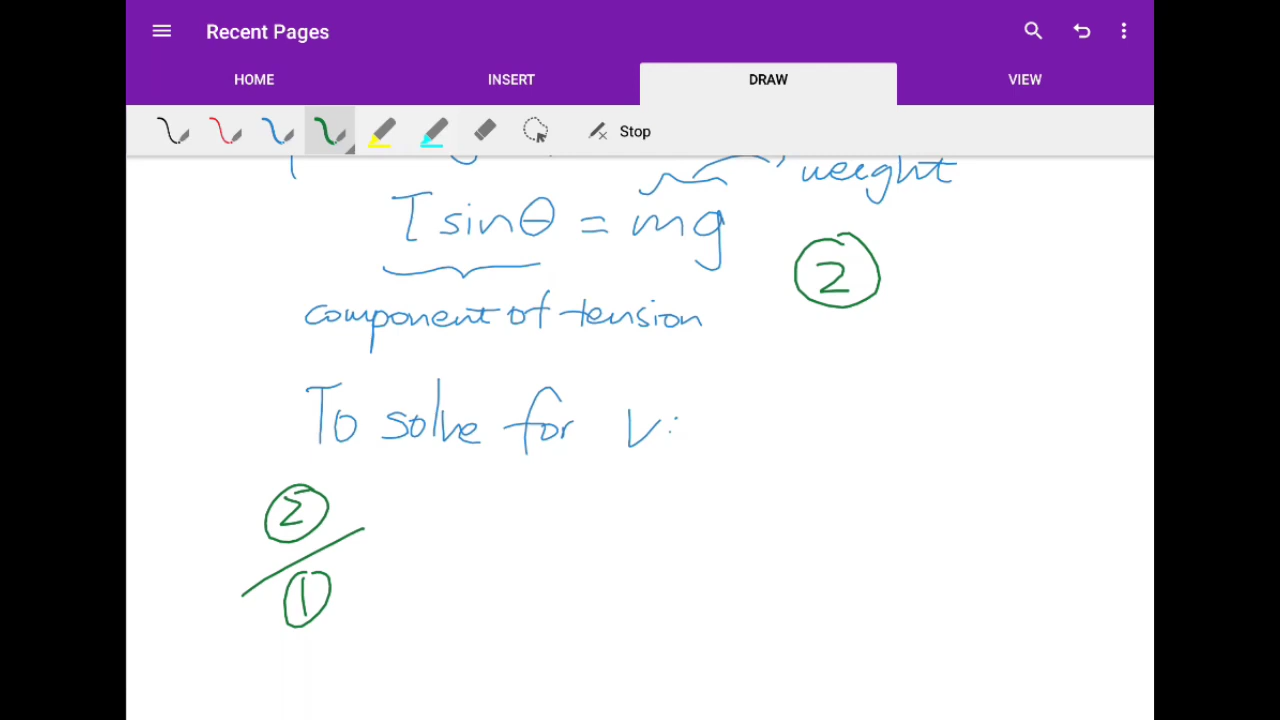 Recent Pages
HOME INSERT DRAW VIEW
Stop
weight
T sinθ = mg
②
component of tension
To solve for v:
②
①